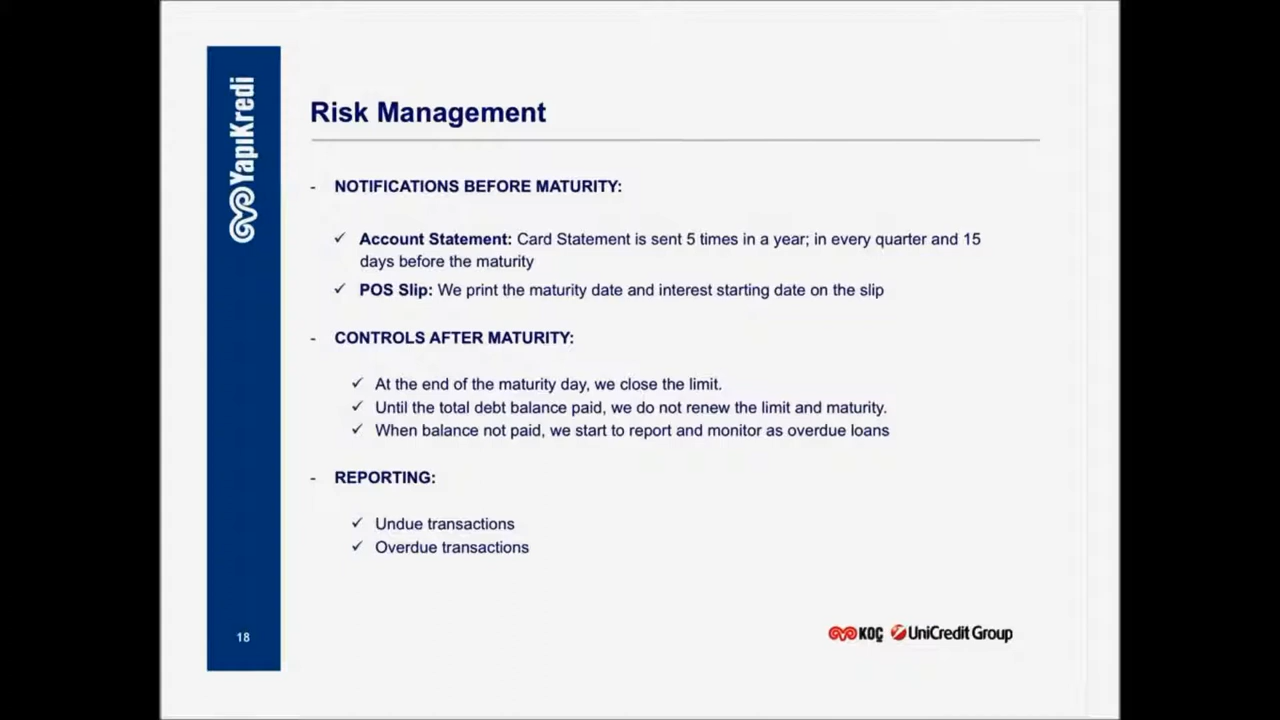 YapıKredi
Risk Management
- NOTIFICATIONS BEFORE MATURITY:
✓ Account Statement: Card Statement is sent 5 times in a year; in every quarter and 15
days before the maturity
✓ POS Slip: We print the maturity date and interest starting date on the slip
- CONTROLS AFTER MATURITY:
✓ At the end of the maturity day, we close the limit.
✓ Until the total debt balance paid, we do not renew the limit and maturity.
✓ When balance not paid, we start to report and monitor as overdue loans
- REPORTING:
✓ Undue transactions
✓ Overdue transactions
18
KOÇ UniCredit Group